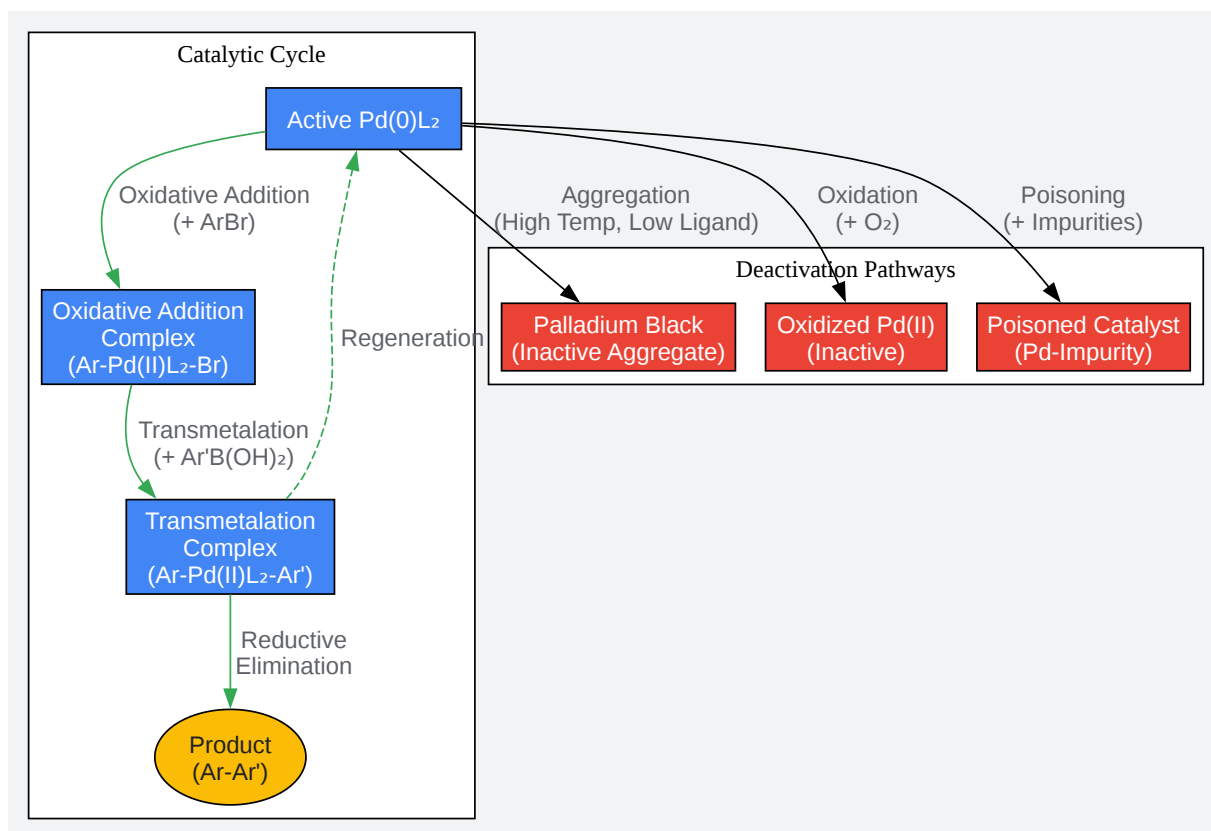 Catalytic Cycle
Active Pd(0)L₂
Oxidative Addition
(+ ArBr)
Aggregation
(High Temp, Low Ligand)
Oxidation
(+ O₂)
Poisoning
(+ Impurities)
Deactivation Pathways
Oxidative Addition
Complex
(Ar-Pd(II)L₂-Br)
Regeneration
Palladium Black
(Inactive Aggregate)
Oxidized Pd(II)
(Inactive)
Poisoned Catalyst
(Pd-Impurity)
Transmetalation
(+ Ar'B(OH)₂)
Transmetalation
Complex
(Ar-Pd(II)L₂-Ar')
Reductive
Elimination
Product
(Ar-Ar')